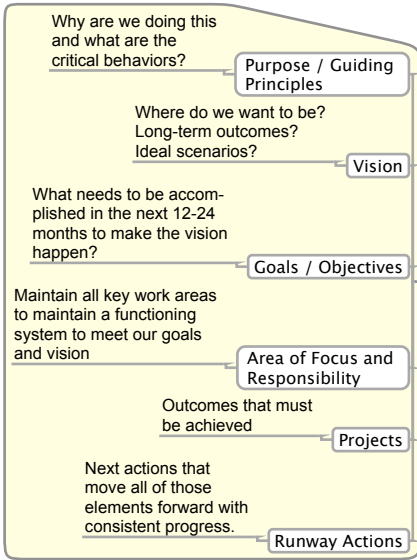 Why are we doing this
and what are the
critical behaviors?
Purpose / Guiding
Principles
Where do we want to be?
Long-term outcomes?
Ideal scenarios?
Vision
What needs to be accom-
plished in the next 12-24
months to make the vision
happen?
Goals / Objectives
Maintain all key work areas
to maintain a functioning
system to meet our goals
and vision
Area of Focus and
Responsibility
Outcomes that must
be achieved
Projects
Next actions that
move all of those
elements forward with
consistent progress.
Runway Actions